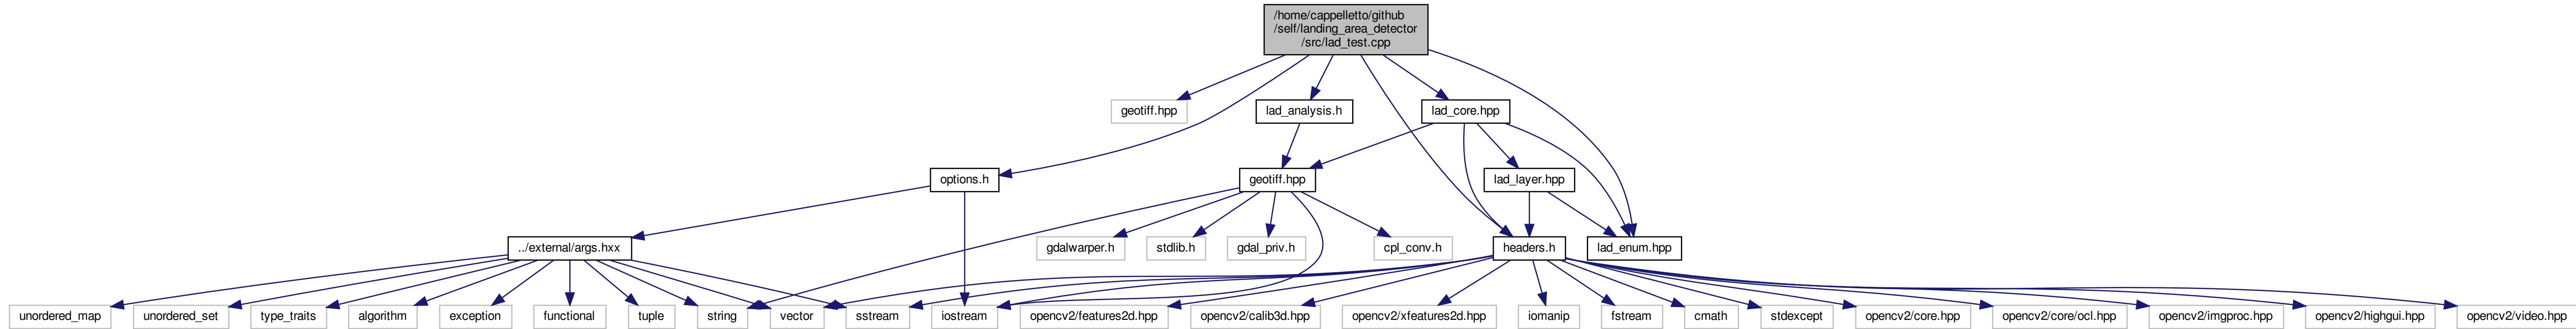 /home/cappelletto/github
/self/landing_area_detector
/src/lad_test.cpp
geotiff.hpp
lad_analysis.h
lad_core.hpp
options.h
geotiff.hpp
lad_layer.hpp
../external/args.hxx
gdalwarper.h
stdlib.h
gdal_priv.h
cpl_conv.h
headers.h
lad_enum.hpp
unordered_map
unordered_set
type_traits
algorithm
exception
functional
tuple
string
vector
sstream
iostream
opencv2/features2d.hpp
opencv2/calib3d.hpp
opencv2/xfeatures2d.hpp
iomanip
fstream
cmath
stdexcept
opencv2/core.hpp
opencv2/core/ocl.hpp
opencv2/imgproc.hpp
opencv2/highgui.hpp
opencv2/video.hpp